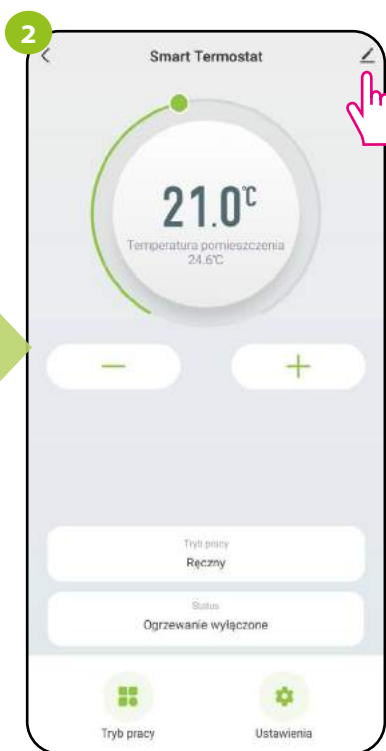 2
Smart Termostat
21.0°C
Temperatura pomieszczenia
24.6°C
Tryb pracy
Ręczny
Status
Ogrzewanie wyłączone
Tryb pracy
Ustawienia